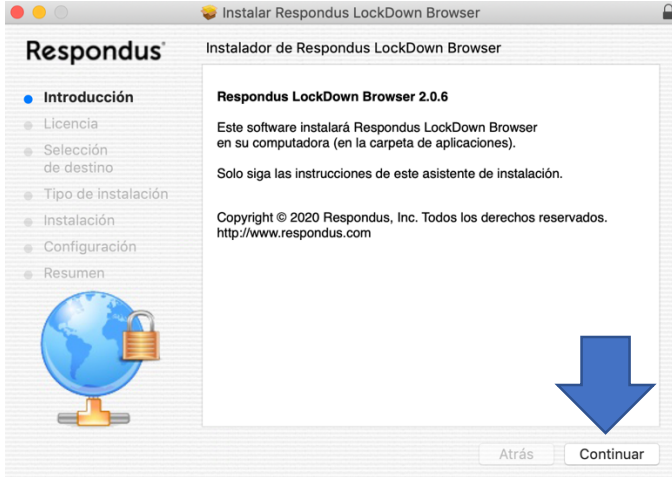 Instalar Respondus LockDown Browser
Respondus®
Instalador de Respondus LockDown Browser
Introducción
Licencia
Selección
de destino
Tipo de instalación
Instalación
Configuración
Resumen
Respondus LockDown Browser 2.0.6
Este software instalará Respondus LockDown Browser
en su computadora (en la carpeta de aplicaciones).
Solo siga las instrucciones de este asistente de instalación.
Copyright © 2020 Respondus, Inc. Todos los derechos reservados.
http://www.respondus.com
Atrás
Continuar